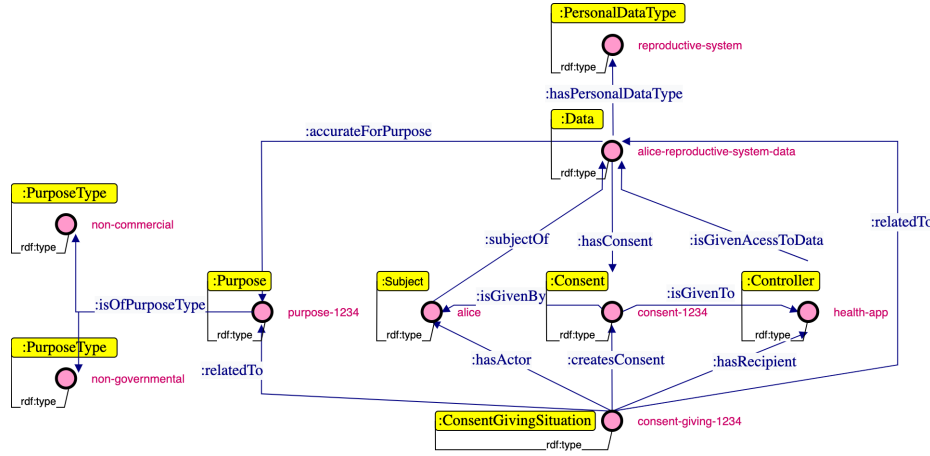 :PersonalDataType
reproductive-system
rdf:type
:hasPersonalDataType
:Data
:accurateForPurpose
alice-reproductive-system-data
rdf:type
:PurposeType
non-commercial
:relatedTo
:subjectOf
:hasConsent
:isGivenAcessToData
rdf:type
:Purpose
:Subject
:Consent
:Controller
:isOfPurposeType
:isGivenBy
:isGivenTo
purpose-1234
alice
consent-1234
health-app
rdf:type
rdf:type
rdf:type
rdf:type
:PurposeType
:relatedTo
:hasActor
:createsConsent
:hasRecipient
non-governmental
rdf:type
:ConsentGivingSituation
consent-giving-1234
rdf:type